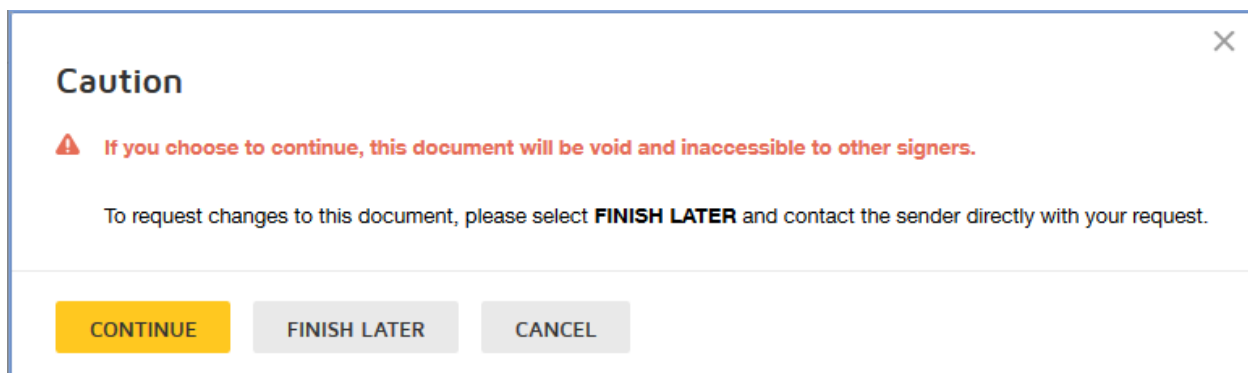 Caution
If you choose to continue, this document will be void and inaccessible to other signers.
To request changes to this document, please select FINISH LATER and contact the sender directly with your request.
CONTINUE
FINISH LATER
CANCEL